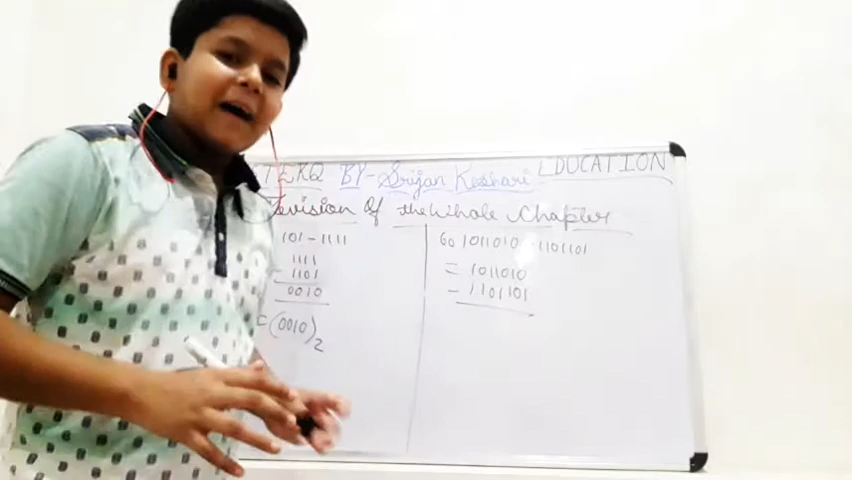 BY- Srijan Keshari EDUCATION
Revision of the Whole Chapter
101 - 1111
1111
1101
0010
= (0010)2
60 1011010 - 1101101
= 1011010
- 1101101